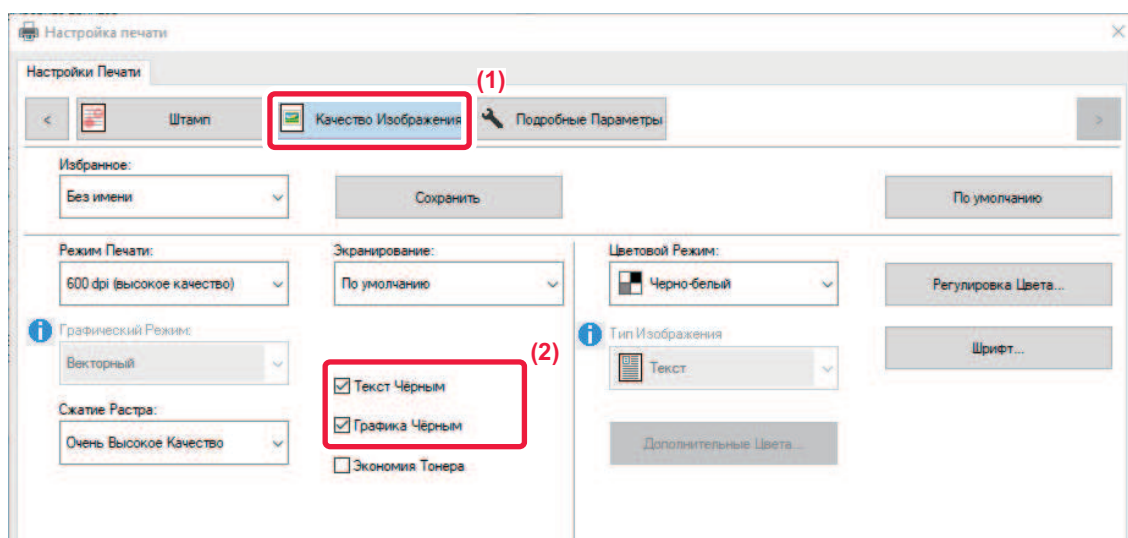 Настройка печати
Настройки Печати
(1)
<
Штамп
Качество Изображения
Подробные Параметры
>
Избранное:
Без имени
Сохранить
По умолчанию
Режим Печати:
Экранирование:
Цветовой Режим:
600 dpi (высокое качество)
По умолчанию
Черно-белый
Регулировка Цвета...
Графический Режим:
Тип Изображения
Векторный
(2)
Текст
Шрифт...
Текст Чёрным
Сжатие Растра:
Графика Чёрным
Очень Высокое Качество
Дополнительные Цвета...
Экономия Тонера